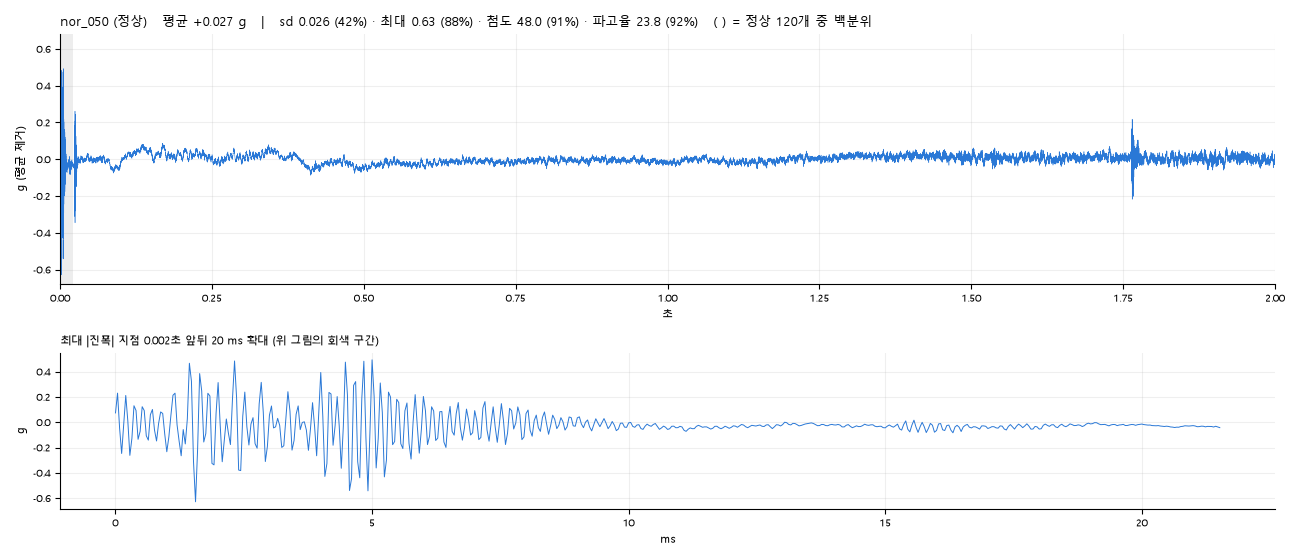 nor_050 (정상)    평균 +0.027 g   |   sd 0.026 (42%) · 최대 0.63 (88%) · 첨도 48.0 (91%) · 파고율 23.8 (92%)    ( ) = 정상 120개 중 백분위
g (평균 제거)
0.6
0.4
0.2
0.0
-0.2
-0.4
-0.6
0.00 0.25 0.50 0.75 1.00 1.25 1.50 1.75 2.00
초
최대 |진폭| 지점 0.002초 앞뒤 20 ms 확대 (위 그림의 회색 구간)
g
0.4
0.2
0.0
-0.2
-0.4
-0.6
0 5 10 15 20
ms